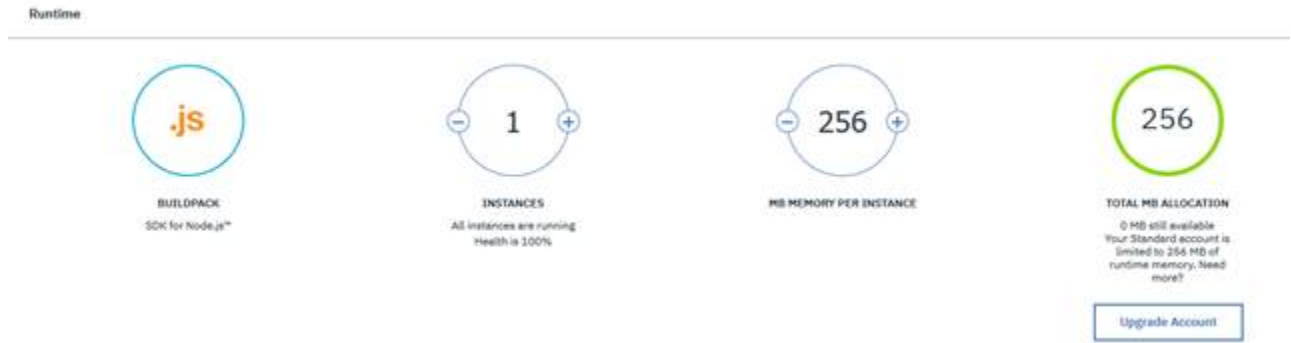 Runtime
.js
BUILDPACK
SDK for Node.js™
1
INSTANCES
All instances are running
Health is 100%
256
MB MEMORY PER INSTANCE
256
TOTAL MB ALLOCATION
0 MB still available
Your Standard account is
limited to 256 MB of
runtime memory. Need
more?
Upgrade Account